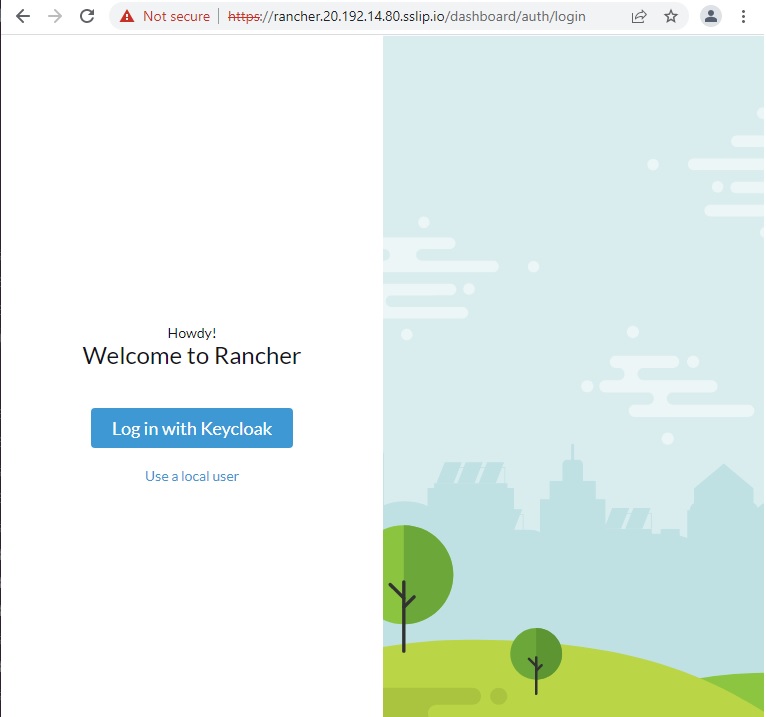 Not secure | https://rancher.20.192.14.80.sslip.io/dashboard/auth/login
Howdy!
Welcome to Rancher
Log in with Keycloak
Use a local user